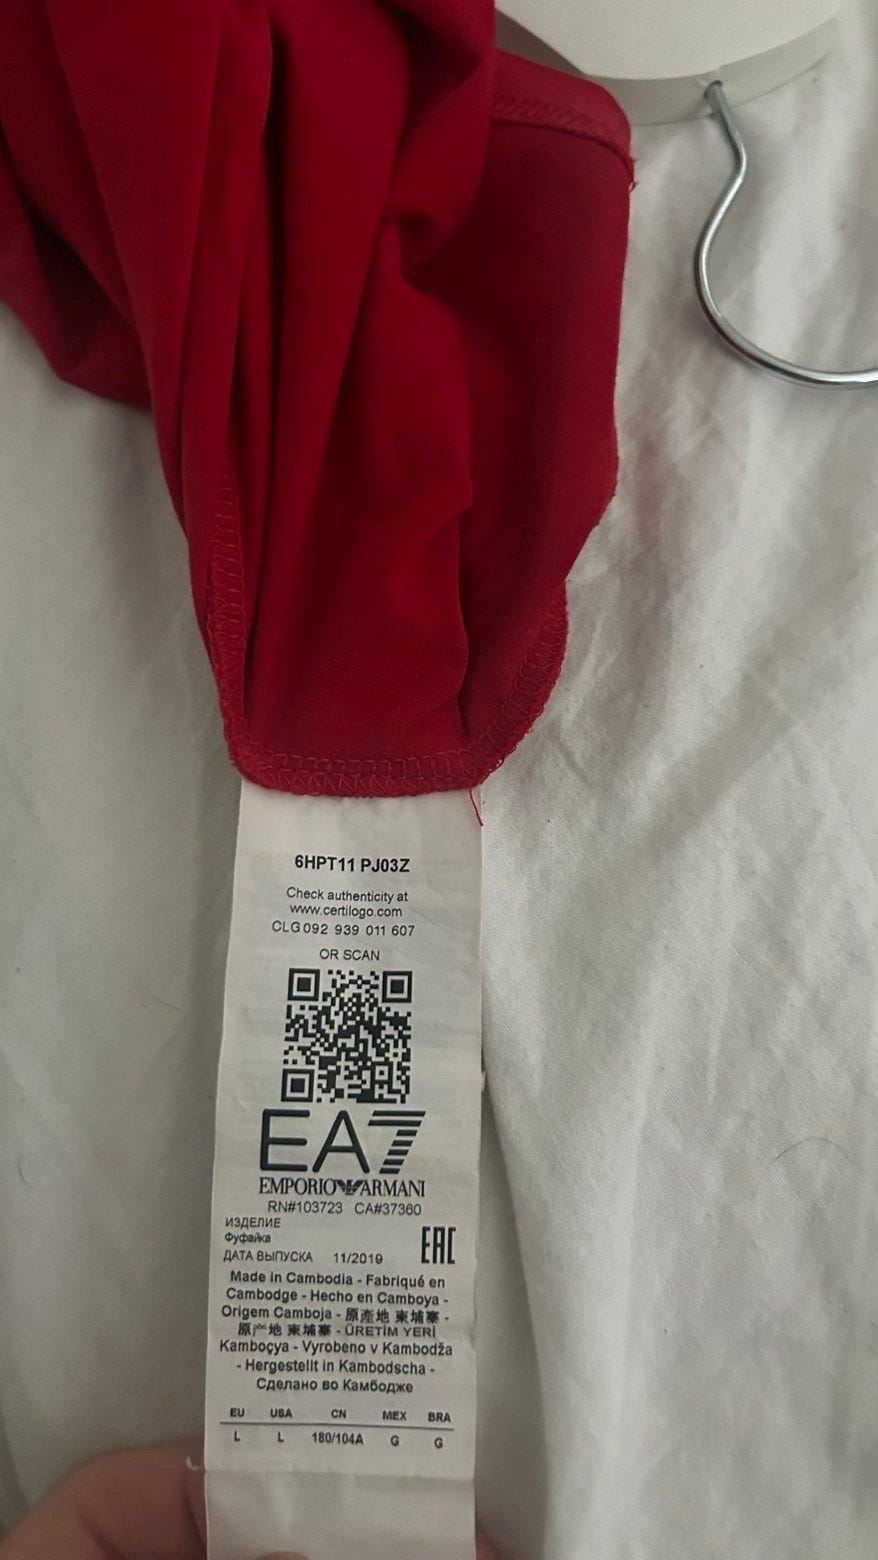 6HPT11 PJ03Z
Check authenticity at
www.certilogo.com
CLG 092 939 011 607
OR SCAN
EA7
EMPORIO ARMANI
RN#103723 CA#37360
ИЗДЕЛИЕ
Фуфайка
ДАТА ВЫПУСКА 11/2019
EAC
Made in Cambodia - Fabriqué en
Cambodge - Hecho en Camboya -
Origem Camboja - 原產地 柬埔寨 -
原产地 柬埔寨 - ÜRETİM YERİ
Kamboçya - Vyrobeno v Kambodža
- Hergestellt in Kambodscha -
Сделано во Камбодже
EU USA CN MEX BRA
L L 180/104A G G